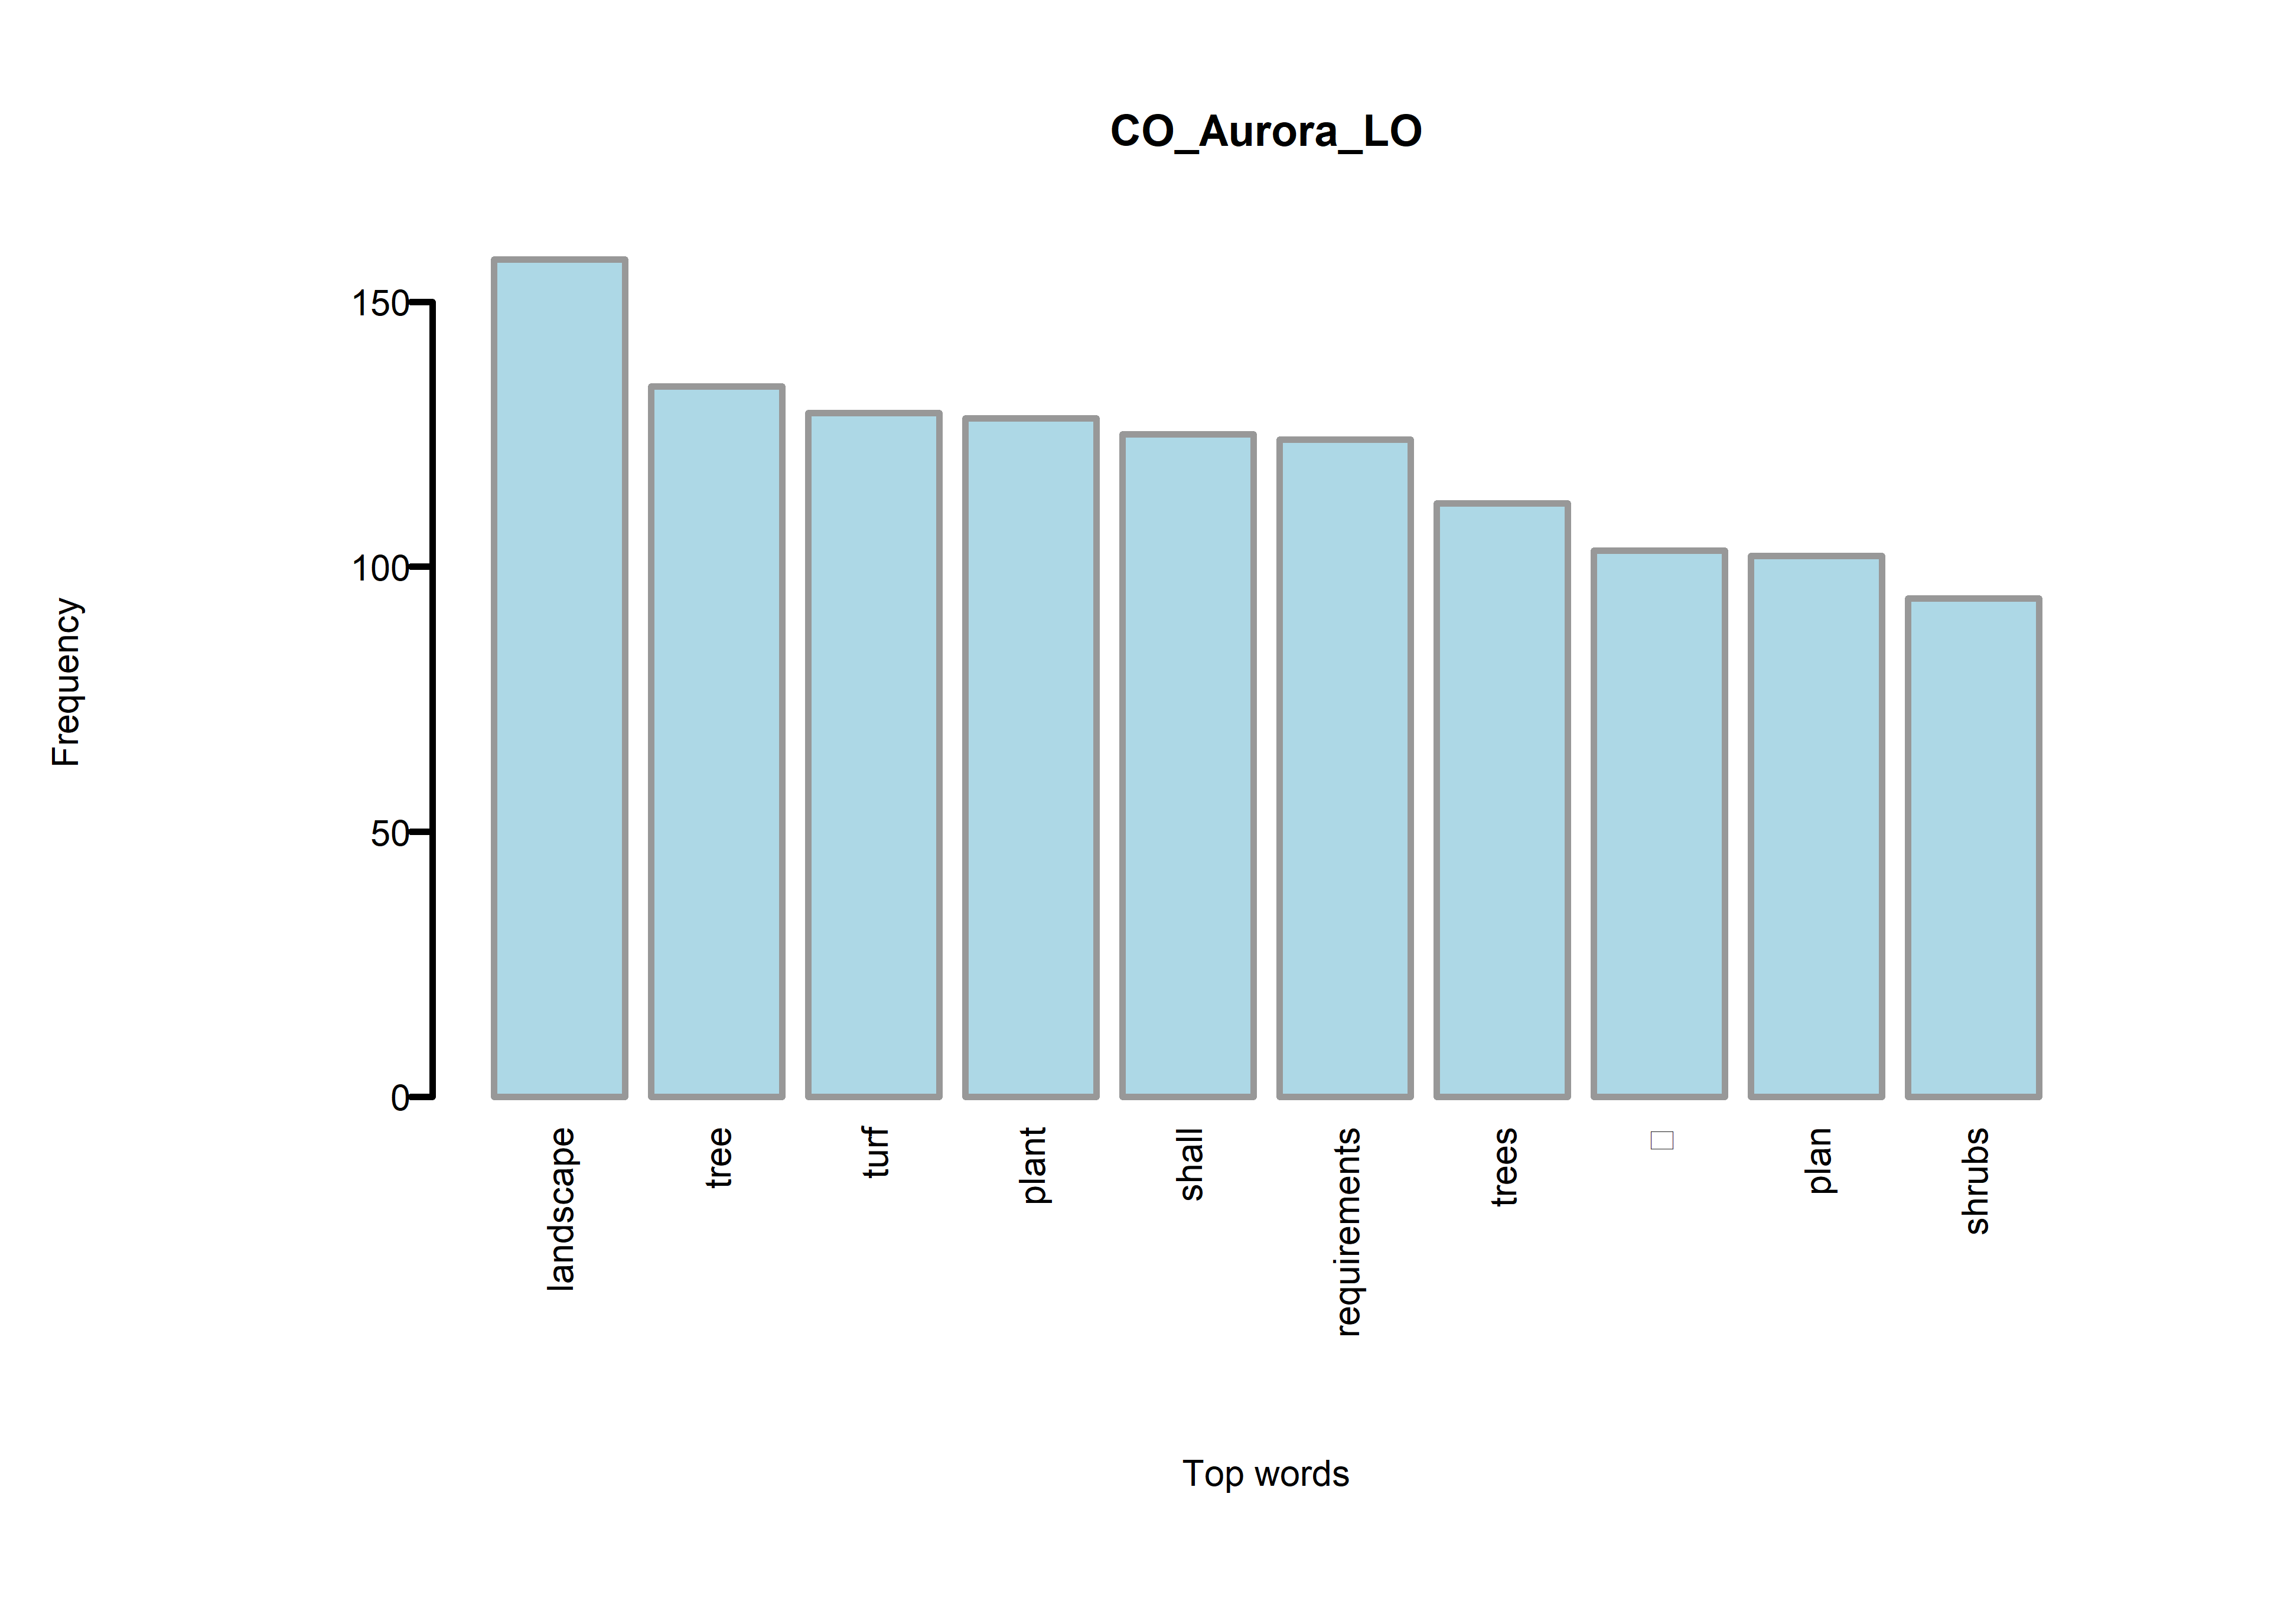 CO_Aurora_LO
Frequency
150
100
50
0
landscape
tree
turf
plant
shall
requirements
trees
□
plan
shrubs
Top words